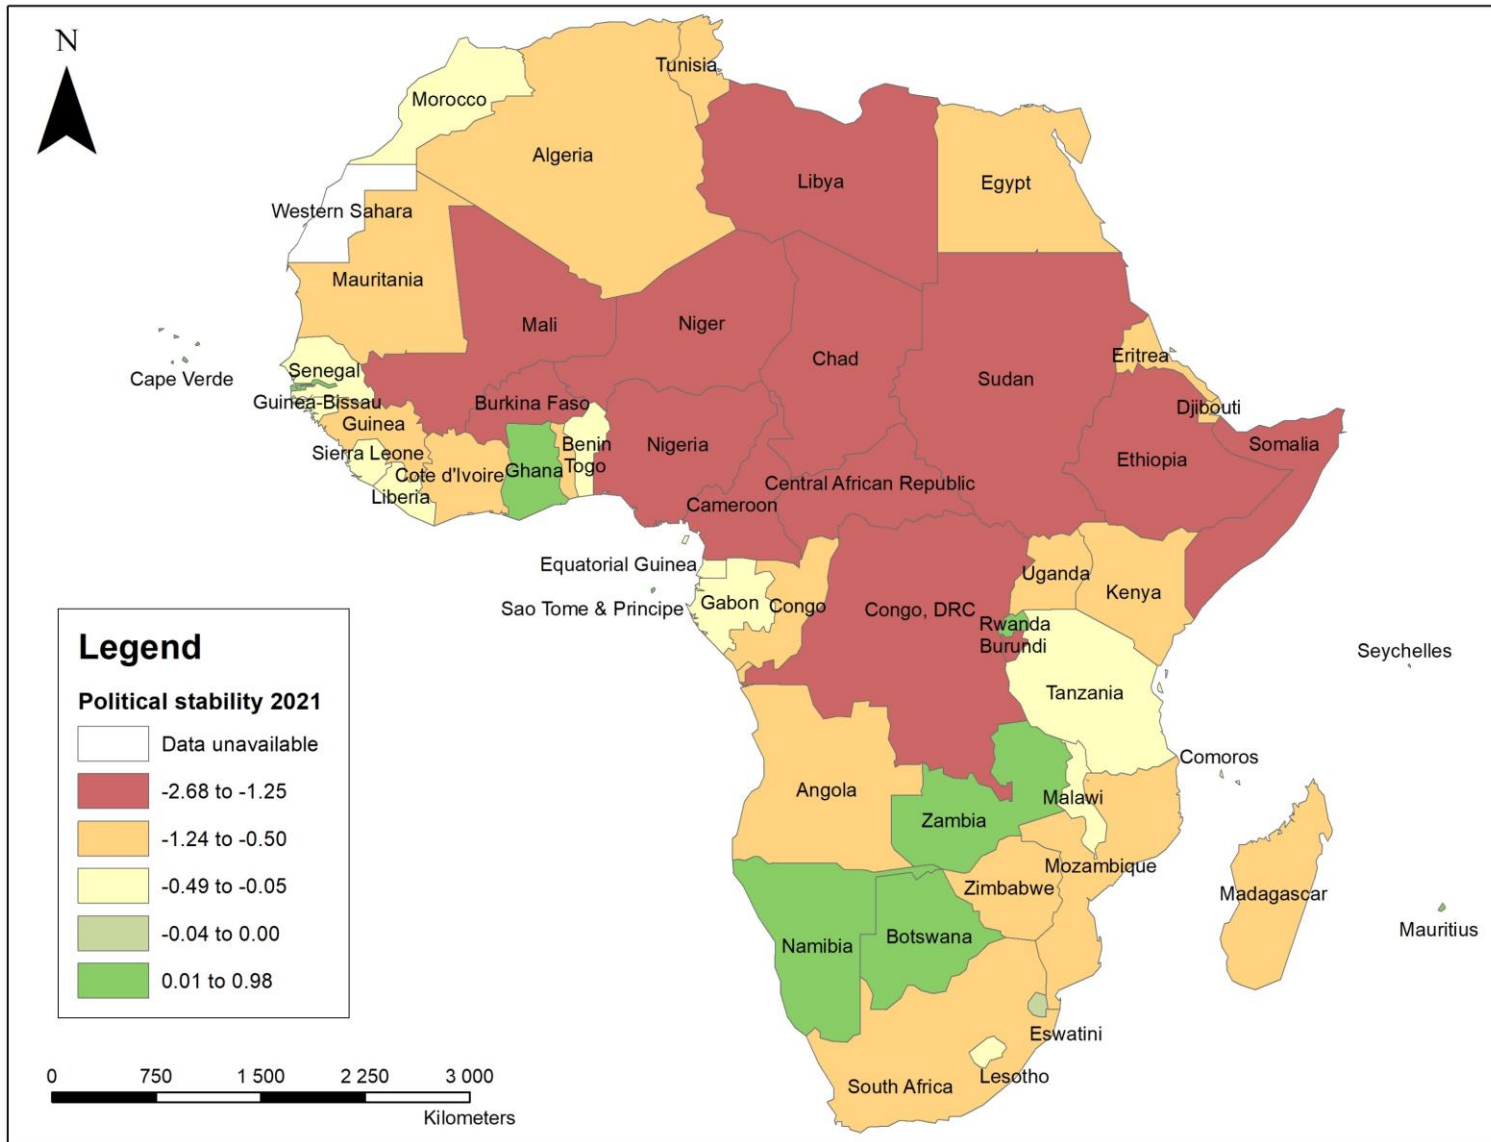 N
Tunisia
Morocco
Algeria
Libya
Egypt
Western Sahara
Mauritania
Mali
Niger
Chad
Sudan
Eritrea
Cape Verde
Senegal
Guinea-Bissau
Guinea
Burkina Faso
Djibouti
Sierra Leone
Cote d'Ivoire
Ghana
Benin
Togo
Nigeria
Somalia
Ethiopia
Liberia
Central African Republic
Cameroon
Equatorial Guinea
Uganda
Kenya
Sao Tome & Principe
Gabon
Congo
Congo, DRC
Rwanda
Burundi
Seychelles
Tanzania
Comoros
Angola
Malawi
Zambia
Mozambique
Zimbabwe
Madagascar
Mauritius
Namibia
Botswana
Eswatini
Lesotho
South Africa
Legend
Political stability 2021
Data unavailable
-2.68 to -1.25
-1.24 to -0.50
-0.49 to -0.05
-0.04 to 0.00
0.01 to 0.98
0 750 1 500 2 250 3 000
Kilometers